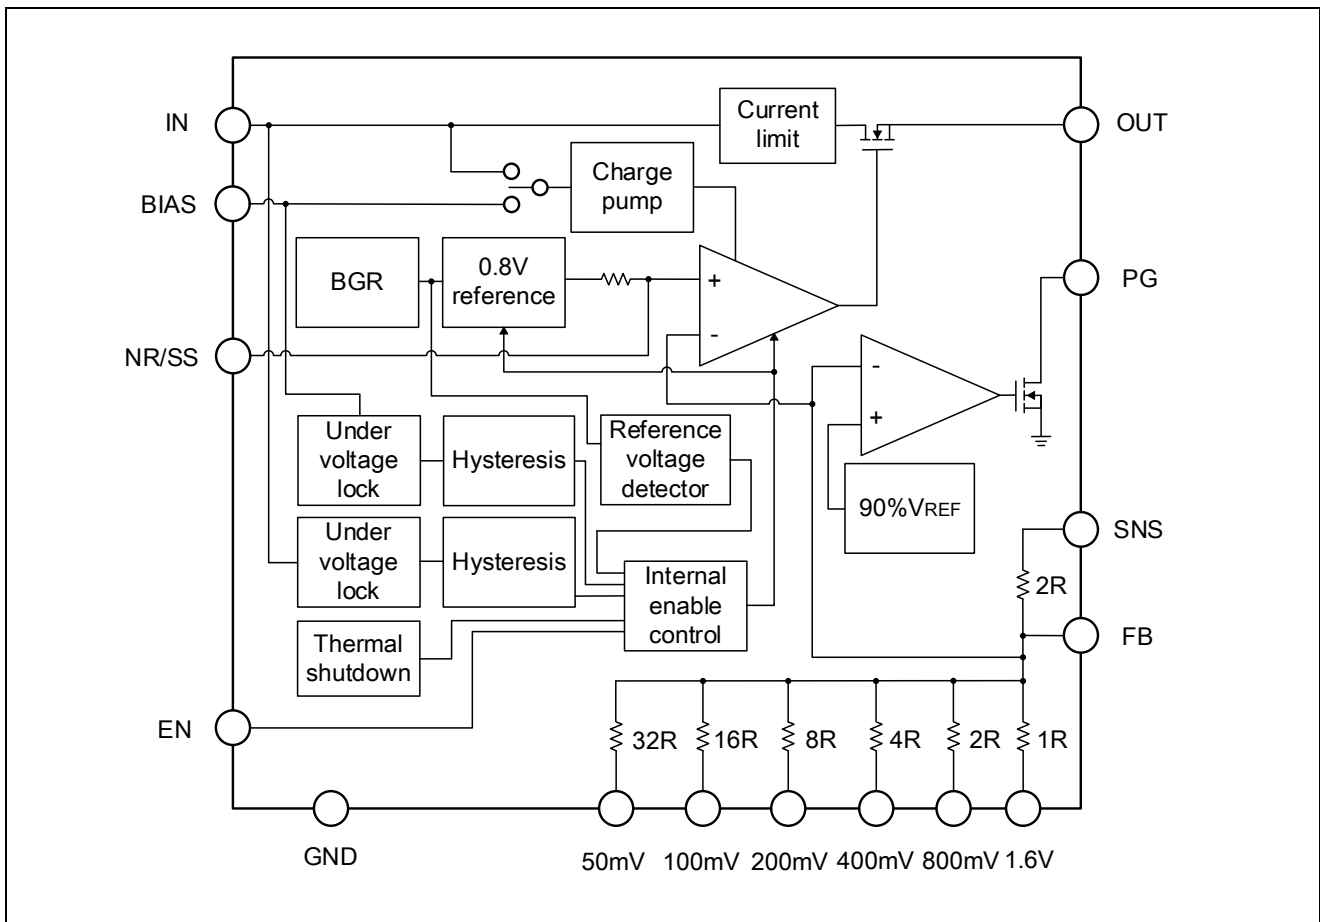 IN
Current
limit
OUT
Charge
pump
BIAS
BGR
0.8V
reference
+
-
PG
NR/SS
-
+
Under
voltage
lock
Hysteresis
Reference
voltage
detector
90%VREF
SNS
Under
voltage
lock
Hysteresis
Internal
enable
control
2R
FB
Thermal
shutdown
EN
32R
16R
8R
4R
2R
1R
GND
50mV
100mV
200mV
400mV
800mV
1.6V